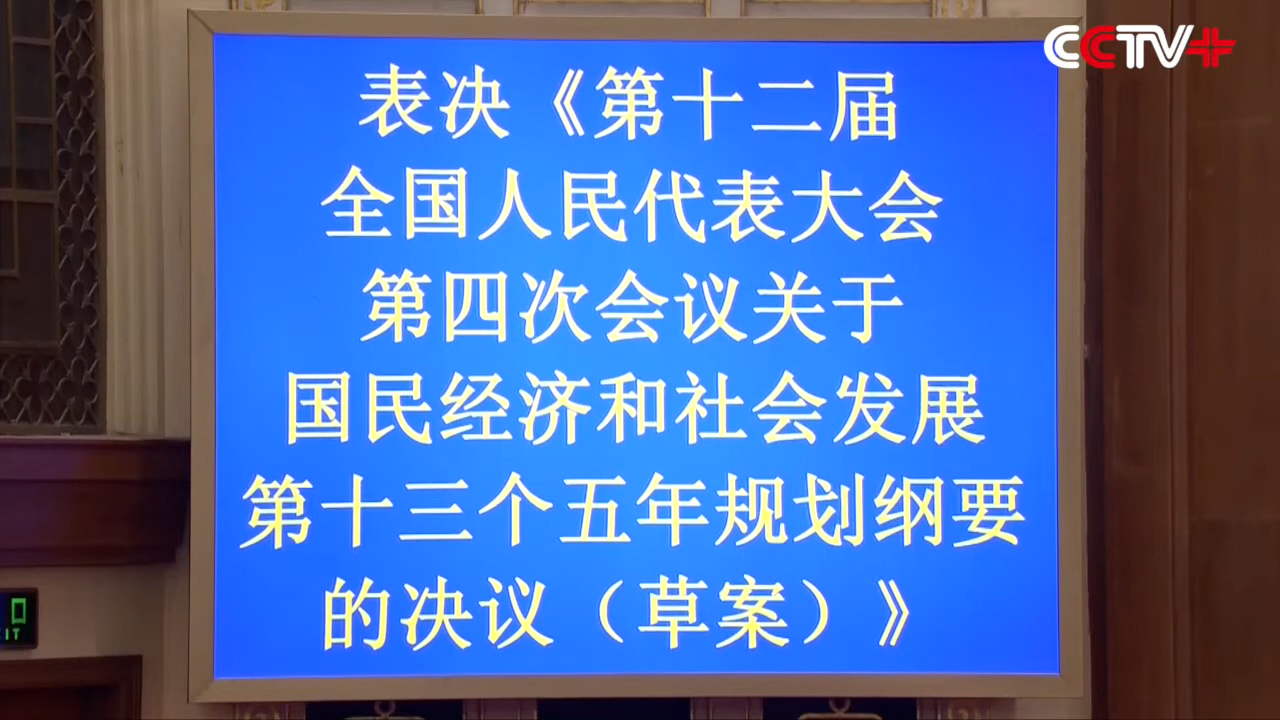 CCTV+
表决《第十二届
全国人民代表大会
第四次会议关于
国民经济和社会发展
第十三个五年规划纲要
的决议（草案）》